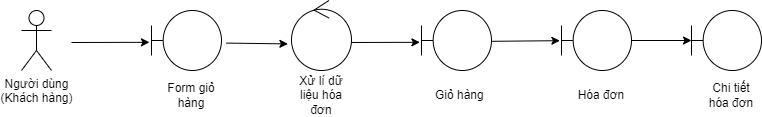 Người dùng
(Khách hàng)
Form giỏ
hàng
Xử lí dữ
liệu hóa
đơn
Giỏ hàng
Hóa đơn
Chi tiết
hóa đơn